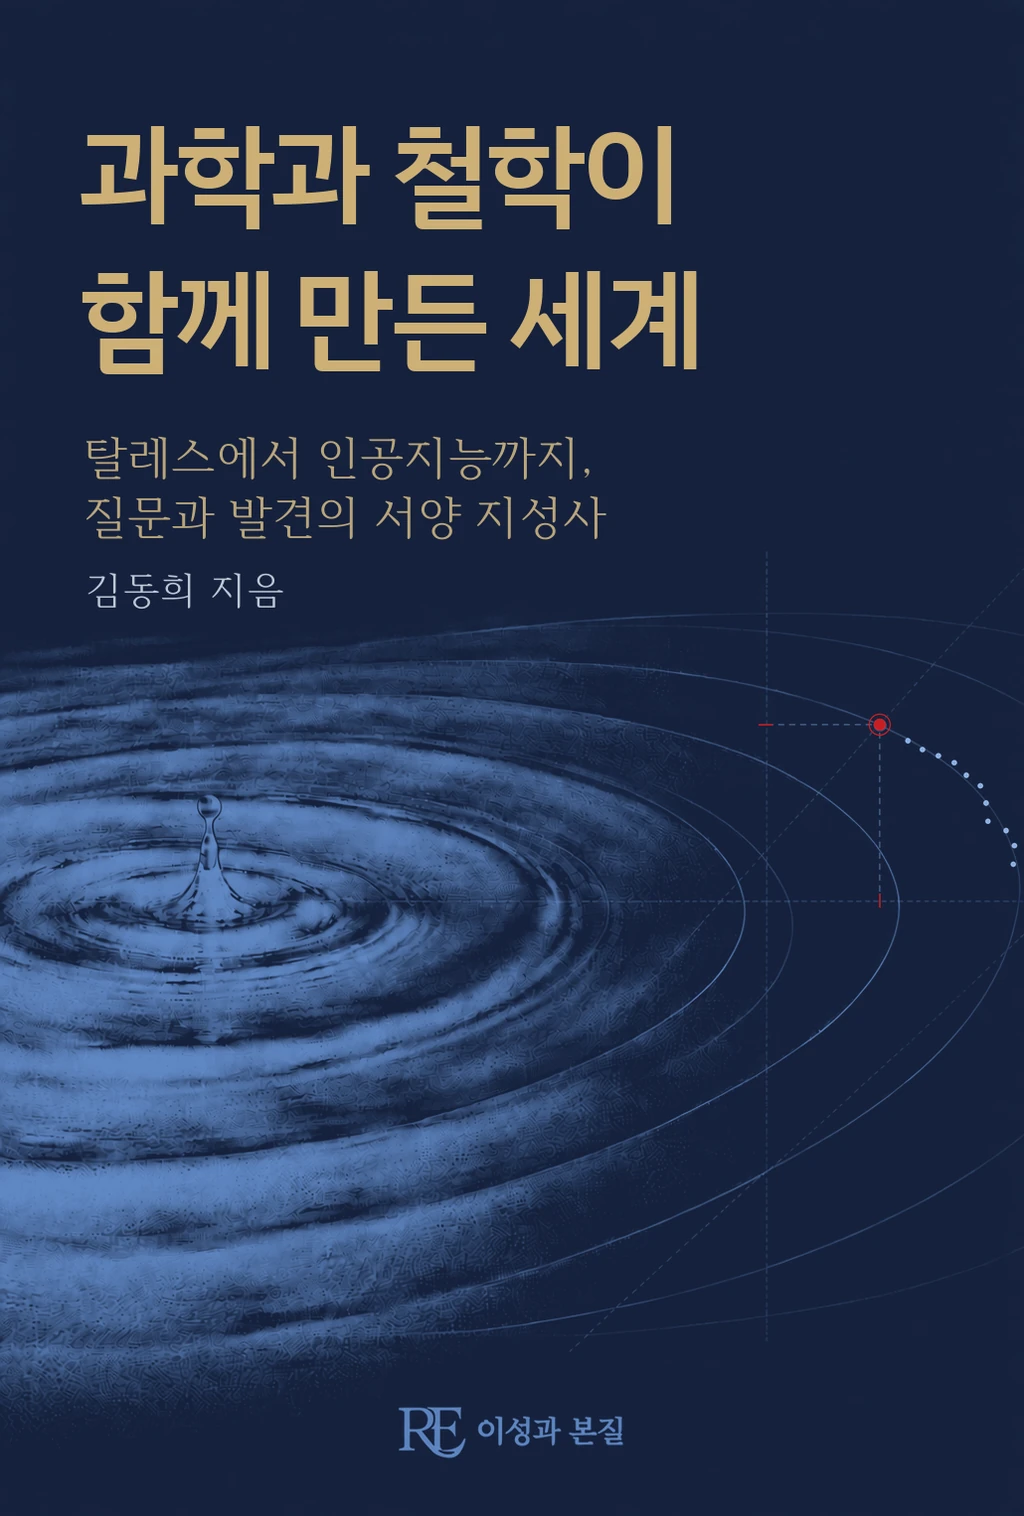 과학과 철학이
함께 만든 세계
탈레스에서 인공지능까지,
질문과 발견의 서양 지성사
김동희 지음
RE 이성과 본질